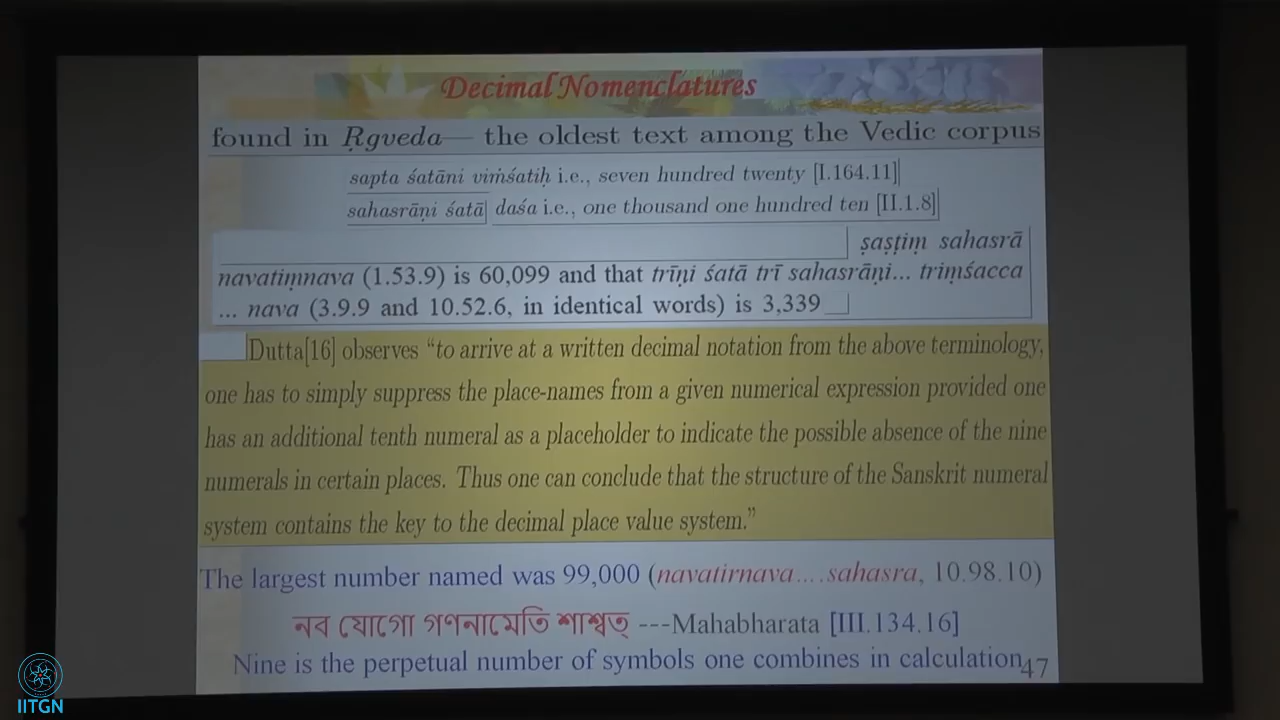 Decimal Nomenclatures
found in Ṛgveda— the oldest text among the Vedic corpus
sapta śatāni viṁśatiḥ i.e., seven hundred twenty [I.164.11]
sahasrāṇi śatā daśa i.e., one thousand one hundred ten [II.1.8]
ṣaṣṭiṃ sahasrā
navatiṃnava (1.53.9) is 60,099 and that trīṇi śatā trī sahasrāṇi... triṃśacca
... nava (3.9.9 and 10.52.6, in identical words) is 3,339
Dutta[16] observes “to arrive at a written decimal notation from the above terminology,
one has to simply suppress the place-names from a given numerical expression provided one
has an additional tenth numeral as a placeholder to indicate the possible absence of the nine
numerals in certain places. Thus one can conclude that the structure of the Sanskrit numeral
system contains the key to the decimal place value system.”
The largest number named was 99,000 (navatirnava....sahasra, 10.98.10)
নব যোগো গণনামেতি শাশ্বত্ ---Mahabharata [III.134.16]
Nine is the perpetual number of symbols one combines in calculation
47
IITGN